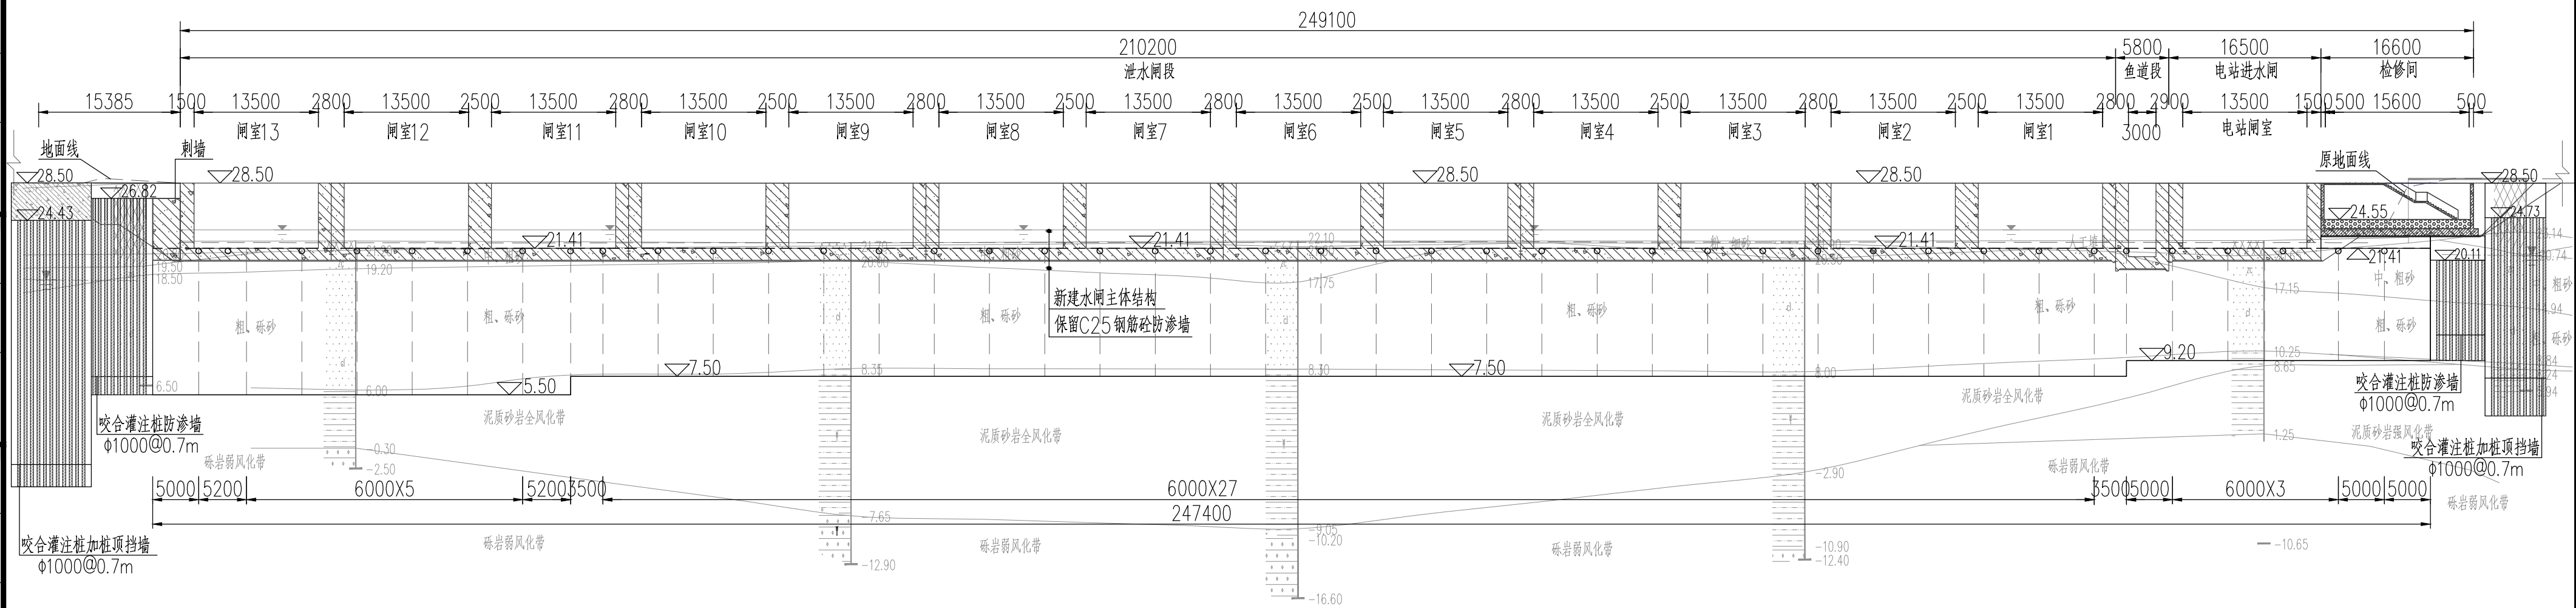 249100
210200 5800 16500 16600
泄水闸段 鱼道段 电站进水闸 检修间
15385 1500 13500 2800 13500 2500 13500 2800 13500 2500 13500 2800 13500 2500 13500 2800 13500 2500 13500 2800 13500 2500 13500 2800 13500 2500 13500 2800 2900 13500 1500 500 15600 500
闸室13 闸室12 闸室11 闸室10 闸室9 闸室8 闸室7 闸室6 闸室5 闸室4 闸室3 闸室2 闸室1 3000 电站闸室
地面线 刺墙 原地面线
28.50 28.50 28.50 28.50 28.50
26.82
24.43 24.55 24.73
21.41 21.41 21.41 21.41
22.10
20.11
19.50 19.20
18.50
17.75 17.15
粉、细砂 人工填
中、粗砂 中、粗砂
新建水闸主体结构
保留C25钢筋砼防渗墙
粗、砾砂 粗、砾砂 粗、砾砂 粗、砾砂 粗、砾砂 粗、砾砂 粗、砾砂
7.50 7.50 9.20
8.35 8.30 8.00 10.25
8.65
6.50 6.00 5.50
泥质砂岩全风化带 泥质砂岩全风化带 泥质砂岩全风化带 泥质砂岩全风化带 泥质砂岩强风化带
咬合灌注桩防渗墙
ϕ1000@0.7m
咬合灌注桩防渗墙
ϕ1000@0.7m
1.25
-0.30
-2.50
-2.90
砾岩弱风化带 砾岩弱风化带 砾岩弱风化带
咬合灌注桩加桩顶挡墙
ϕ1000@0.7m
5000 5200 6000X5 5200 3500 6000X27 3500 5000 6000X3 5000 5000
247400
-7.65 -9.05
-10.20
-10.90 -10.65
-12.40
-12.90
-16.60
砾岩弱风化带 砾岩弱风化带 砾岩弱风化带
咬合灌注桩加桩顶挡墙
ϕ1000@0.7m